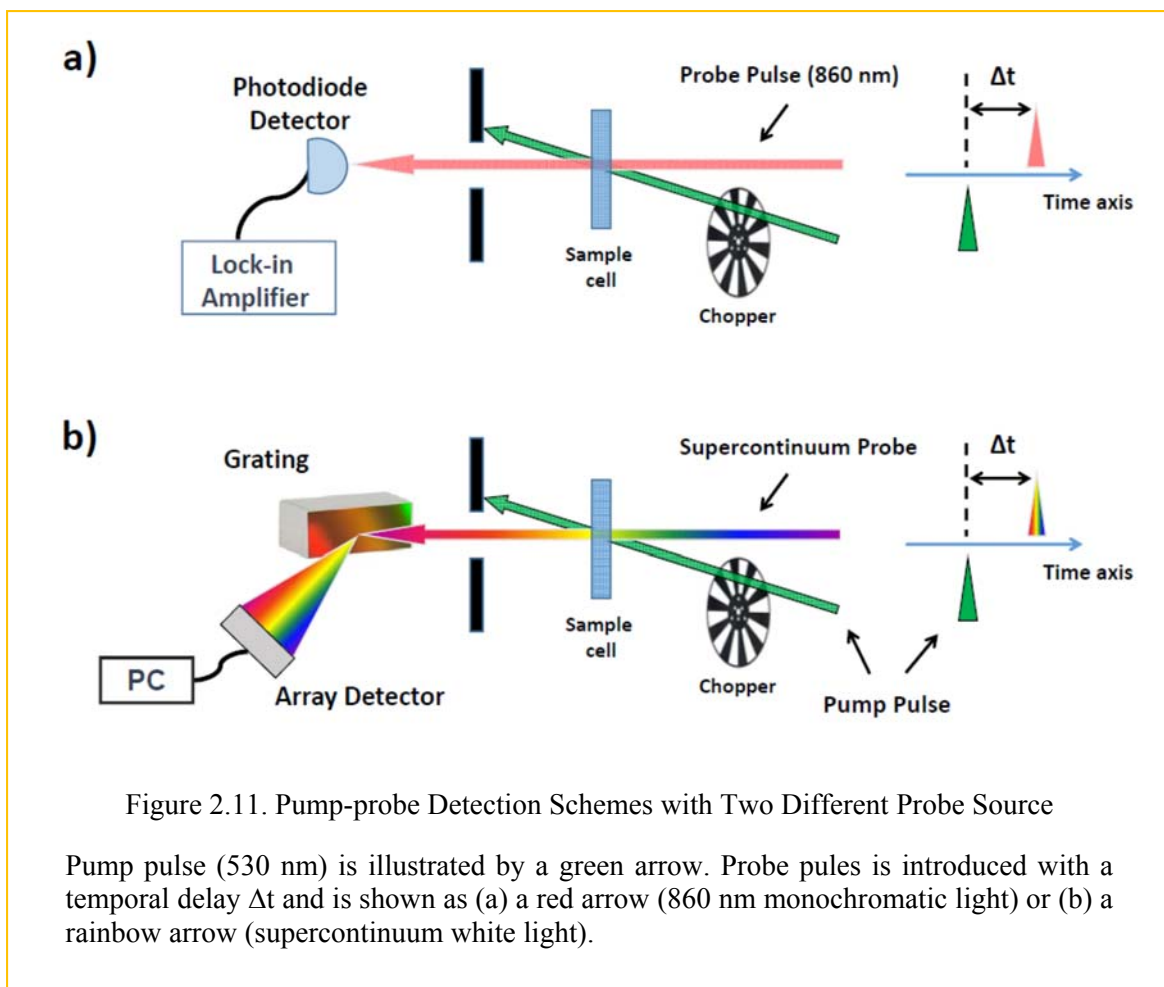 a)
Photodiode
Detector
Probe Pulse (860 nm)
Δt
Time axis
Lock-in
Amplifier
Sample
cell
Chopper
b)
Grating
Supercontinuum Probe
Δt
Time axis
Sample
cell
Chopper
PC
Array Detector
Pump Pulse
Figure 2.11. Pump-probe Detection Schemes with Two Different Probe Source
Pump pulse (530 nm) is illustrated by a green arrow. Probe pules is introduced with a
temporal delay Δt and is shown as (a) a red arrow (860 nm monochromatic light) or (b) a
rainbow arrow (supercontinuum white light).